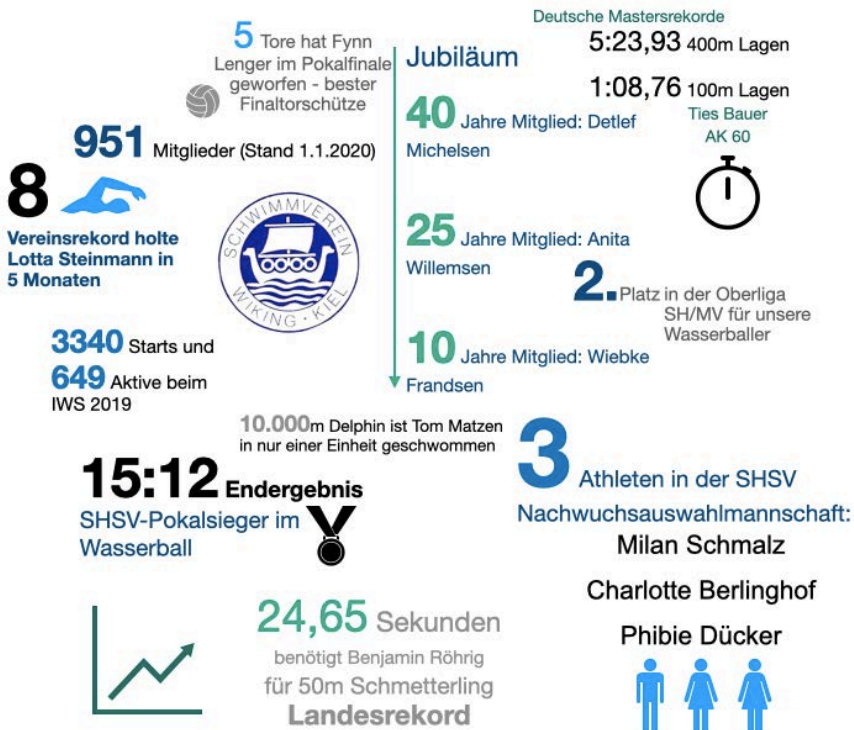 5 Tore hat Fynn
Lenger im Pokalfinale
geworfen - bester
Finaltorschütze
951 Mitglieder (Stand 1.1.2020)
8
Vereinsrekord holte
Lotta Steinmann in
5 Monaten
SCHWIMMVEREIN
WIKING · KIEL
3340 Starts und
649 Aktive beim
IWS 2019
Jubiläum
40 Jahre Mitglied: Detlef
Michelsen
25 Jahre Mitglied: Anita
Willemsen
10 Jahre Mitglied: Wiebke
Frandsen
Deutsche Mastersrekorde
5:23,93 400m Lagen
1:08,76 100m Lagen
Ties Bauer
AK 60
2. Platz in der Oberliga
SH/MV für unsere
Wasserballer
10.000m Delphin ist Tom Matzen
in nur einer Einheit geschwommen
15:12 Endergebnis
SHSV-Pokalsieger im
Wasserball
3 Athleten in der SHSV
Nachwuchsauswahlmannschaft:
Milan Schmalz
Charlotte Berlinghof
Phibie Dücker
24,65 Sekunden
benötigt Benjamin Röhrig
für 50m Schmetterling
Landesrekord